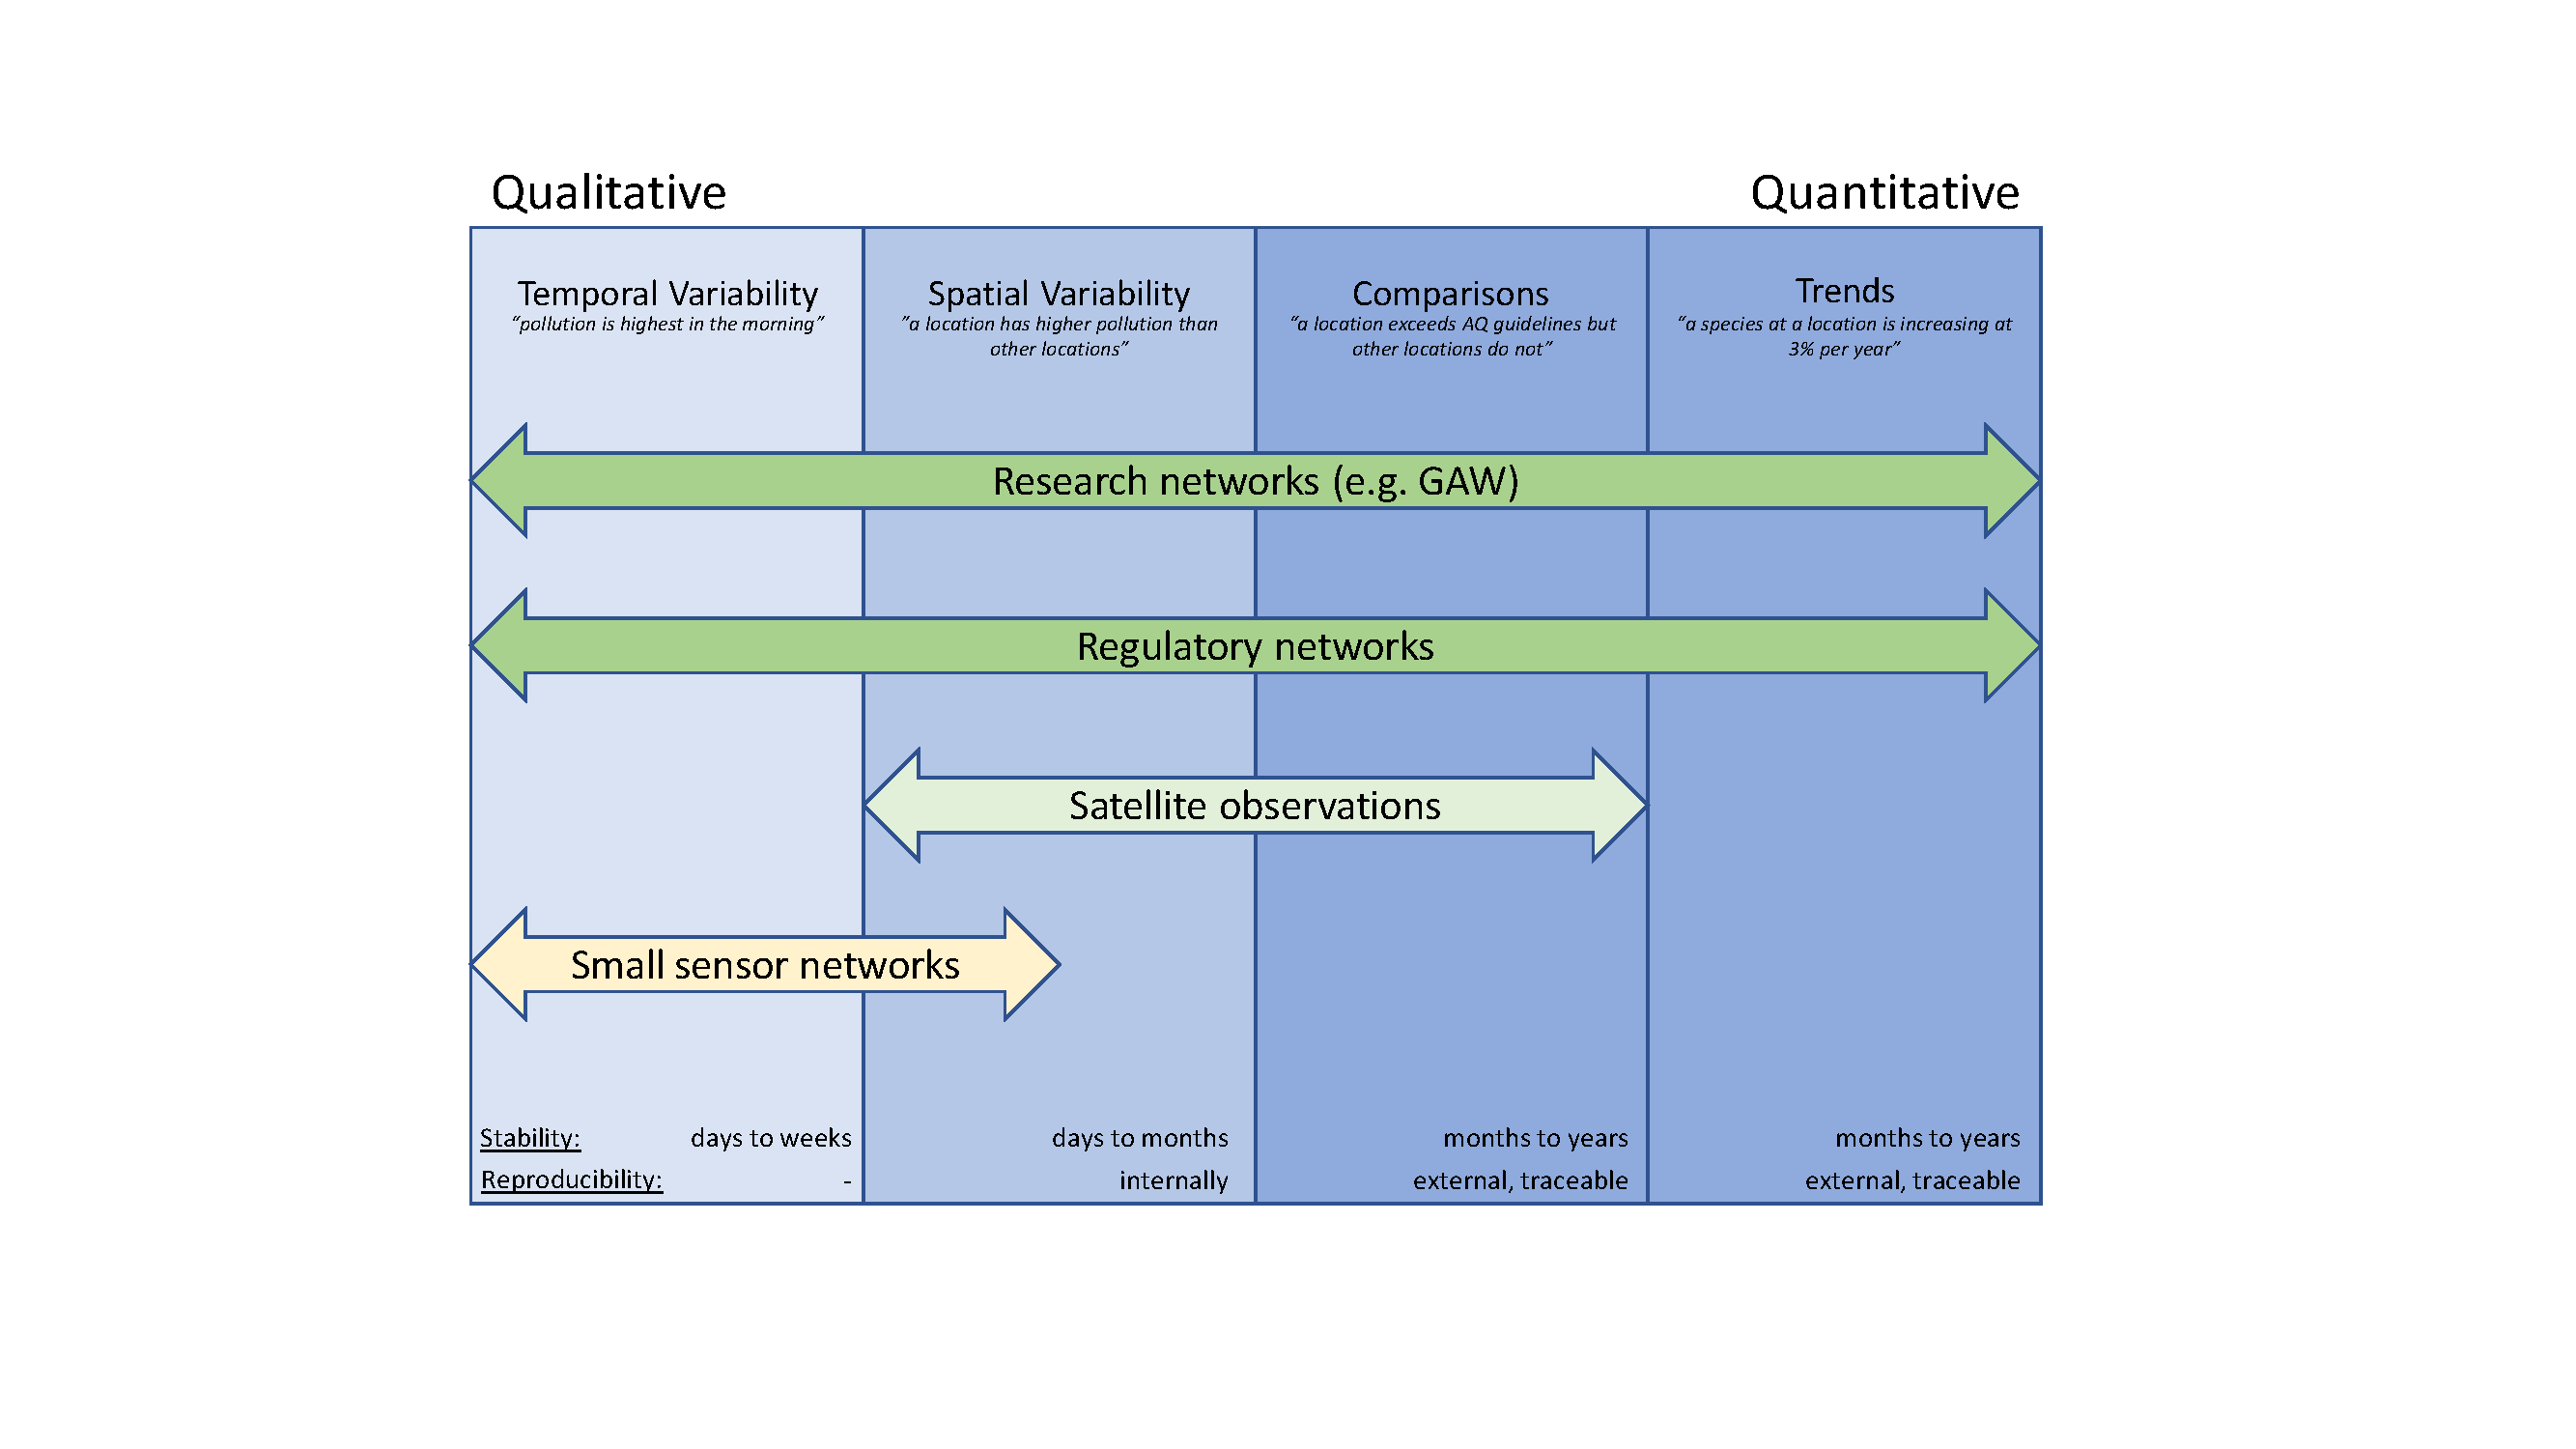 Qualitative
Quantitative
Temporal Variability
“pollution is highest in the morning”
Spatial Variability
”a location has higher pollution than
other locations”
Comparisons
“a location exceeds AQ guidelines but
other locations do not”
Trends
“a species at a location is increasing at
3% per year”
Research networks (e.g. GAW)
Regulatory networks
Satellite observations
Small sensor networks
Stability: days to weeks days to months months to years months to years
Reproducibility: - internally external, traceable external, traceable